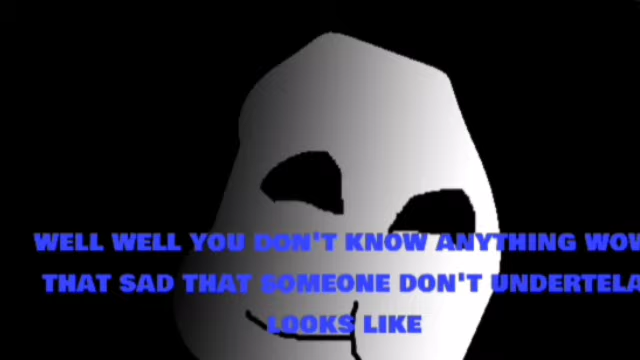 WELL WELL YOU DON'T KNOW ANYTHING WOW
THAT SAD THAT SOMEONE DON'T UNDERTELA
LOOKS LIKE